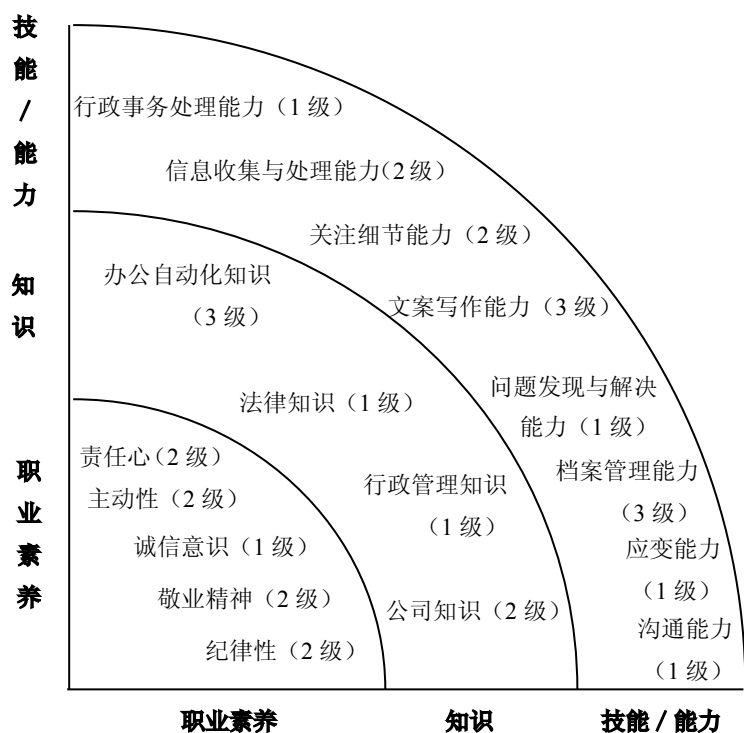 技能/能力
知识
职业素养
行政事务处理能力（1 级）
信息收集与处理能力（2 级）
关注细节能力（2 级）
文案写作能力（3 级）
问题发现与解决
能力（1 级）
档案管理能力
（3 级）
应变能力
（1 级）
沟通能力
（1 级）
办公自动化知识
（3 级）
法律知识（1 级）
行政管理知识
（1 级）
公司知识（2 级）
责任心（2 级）
主动性（2 级）
诚信意识（1 级）
敬业精神（2 级）
纪律性（2 级）
职业素养
知识
技能/能力